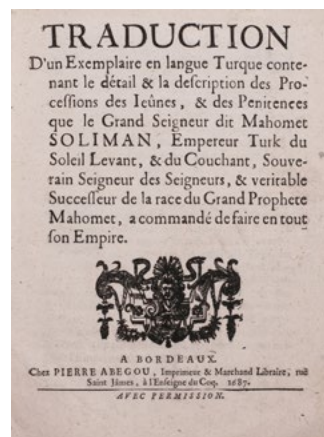 TRADUCTION
D'un Exemplaire en langue Turque conte-
nant le détail & la deſcription des Pro-
ceſſions des Ieûnes, & des Penitences
que le Grand Seigneur dit Mahomet
SOLIMAN, Empereur Turk du
Soleil Levant, & du Couchant, Souve-
rain Seigneur des Seigneurs, & veritable
Succeſſeur de la race du Grand Prophete
Mahomet, a commandé de faire en tout
ſon Empire.
A BORDEAUX.
Chez PIERRE ABEGOU, Imprimeur & Marchand Libraire, ruë
Saint Jâmes, à l'Enſeigne du Coq. 1687.
AVEC PERMISSION.